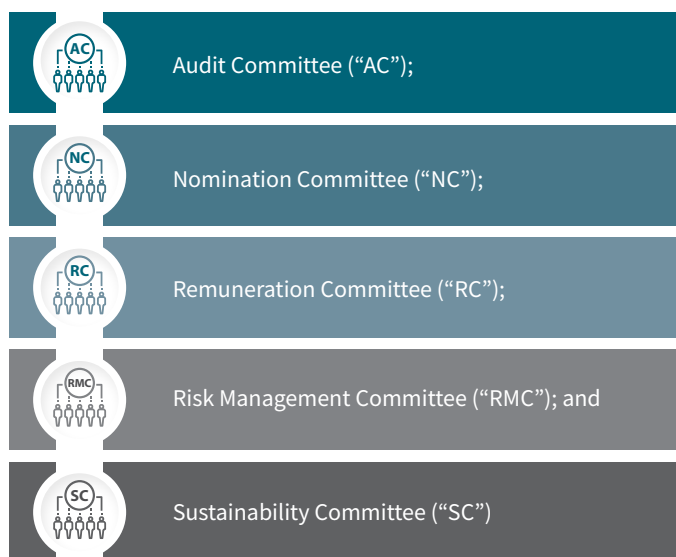 AC
Audit Committee (“AC”);
NC
Nomination Committee (“NC”);
RC
Remuneration Committee (“RC”);
RMC
Risk Management Committee (“RMC”); and
SC
Sustainability Committee (“SC”)